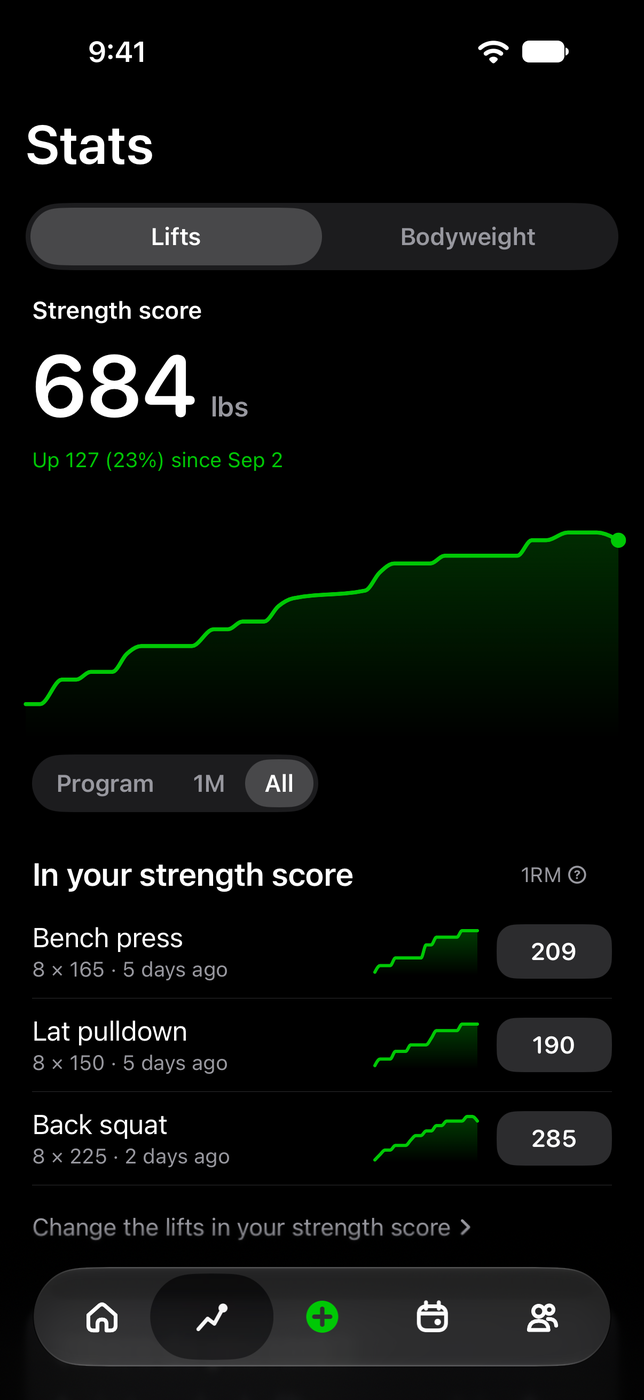 9:41
Stats
Lifts
Bodyweight
Strength score
684 lbs
Up 127 (23%) since Sep 2
Program
1M
All
In your strength score
1RM ?
Bench press
8 × 165 · 5 days ago
209
Lat pulldown
8 × 150 · 5 days ago
190
Back squat
8 × 225 · 2 days ago
285
Change the lifts in your strength score